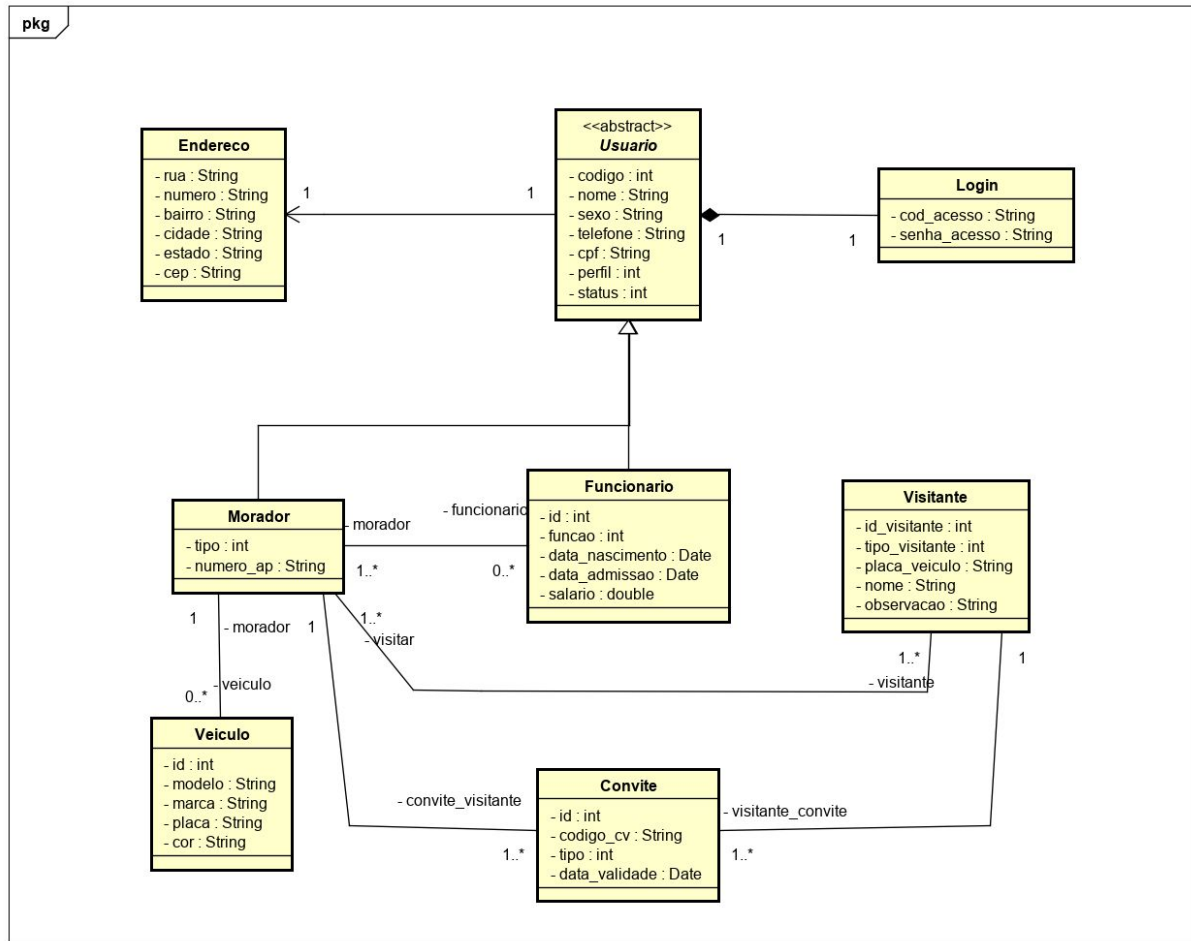 pkg
<<abstract>>
Usuario
- codigo : int
- nome : String
- sexo : String
- telefone : String
- cpf : String
- perfil : int
- status : int
Endereco
- rua : String
- numero : String
- bairro : String
- cidade : String
- estado : String
- cep : String
1
1
Login
- cod_acesso : String
- senha_acesso : String
1
1
Morador
- tipo : int
- numero_ap : String
- morador
1..*
- funcionario
0..*
Funcionario
- id : int
- funcao : int
- data_nascimento : Date
- data_admissao : Date
- salario : double
Visitante
- id_visitante : int
- tipo_visitante : int
- placa_veiculo : String
- nome : String
- observacao : String
1
- morador
1
1..*
- visitar
1..*
- visitante
1
0..*
- veiculo
Veiculo
- id : int
- modelo : String
- marca : String
- placa : String
- cor : String
- convite_visitante
1..*
Convite
- id : int
- codigo_cv : String
- tipo : int
- data_validade : Date
- visitante_convite
1..*